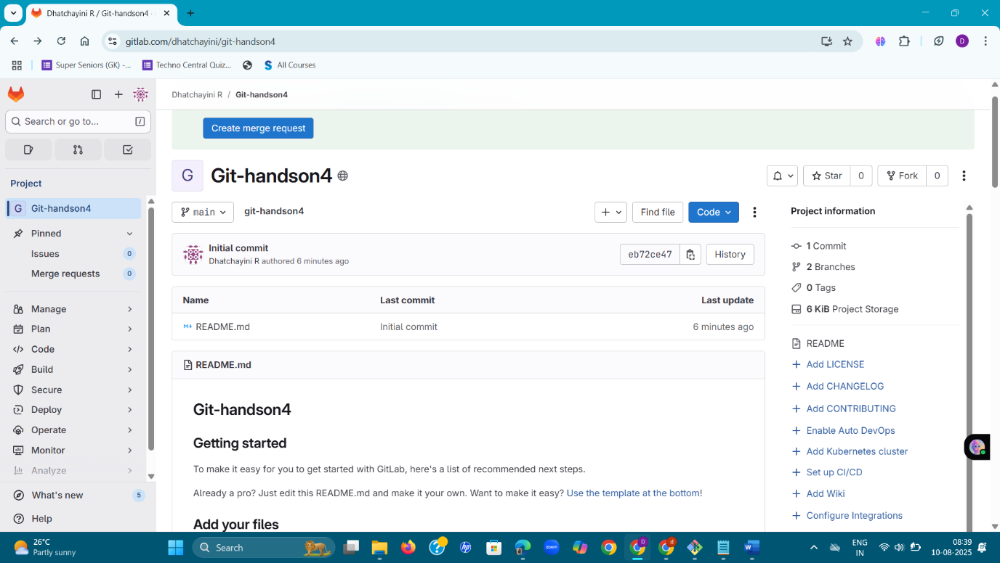 Dhatchayini R / Git-handson4 ·
gitlab.com/dhatchayini/git-handson4
D
Super Seniors (GK) -...
Techno Central Quiz...
S All Courses
Search or go to...
/
Project
G Git-handson4
Pinned
Issues 0
Merge requests 0
Manage
Plan
Code
Build
Secure
Deploy
Operate
Monitor
Analyze
What's new 5
Help
Dhatchayini R / Git-handson4
Create merge request
G Git-handson4
Star 0
Fork 0
main
git-handson4
Find file
Code
Initial commit
Dhatchayini R authored 6 minutes ago
eb72ce47
History
Name Last commit Last update
README.md Initial commit 6 minutes ago
README.md
Git-handson4
Getting started
To make it easy for you to get started with GitLab, here's a list of recommended next steps.
Already a pro? Just edit this README.md and make it your own. Want to make it easy? Use the template at the bottom!
Add your files
Project information
1 Commit
2 Branches
0 Tags
6 KiB Project Storage
README
+ Add LICENSE
+ Add CHANGELOG
+ Add CONTRIBUTING
+ Enable Auto DevOps
+ Add Kubernetes cluster
+ Set up CI/CD
+ Add Wiki
+ Configure Integrations
26°C
Partly sunny
Search
hp
zoom
D
d
W
ENG
IN
08:39
10-08-2025